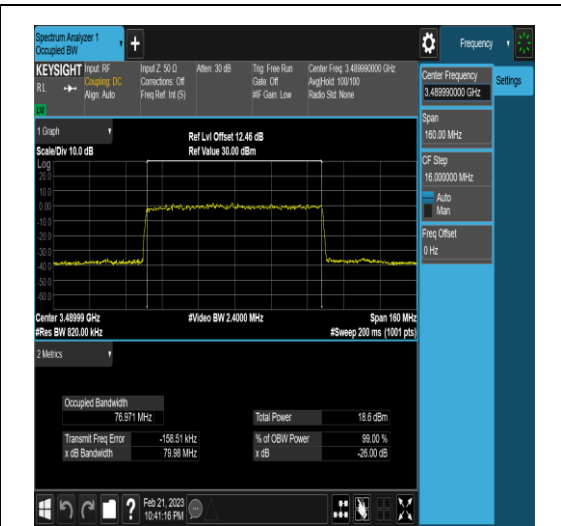 Spectrum Analyzer 1
Occupied BW
Frequency
KEYSIGHT
RL
Input: RF
Coupling: DC
Align: Auto
Input Z: 50 Ω
Corrections: Off
Freq Ref: Int (S)
Atten: 30 dB
Trig: Free Run
Gate: Off
#IF Gain: Low
Center Freq: 3.489990000 GHz
Avg|Hold: 100/100
Radio Std: None
LW
Center Frequency
3.489990000 GHz
Settings
Span
160.00 MHz
CF Step
16.000000 MHz
Auto
Man
Freq Offset
0 Hz
1 Graph
Scale/Div 10.0 dB
Ref Lvl Offset 12.46 dB
Ref Value 30.00 dBm
Log
20.0
10.0
0.00
-10.0
-20.0
-30.0
-40.0
-50.0
-60.0
Center 3.48999 GHz
#Res BW 820.00 kHz
#Video BW 2.4000 MHz
Span 160 MHz
#Sweep 200 ms (1001 pts)
2 Metrics
Occupied Bandwidth
76.971 MHz
Total Power 18.6 dBm
Transmit Freq Error -158.51 kHz
% of OBW Power 99.00 %
x dB Bandwidth 79.98 MHz
x dB -26.00 dB
?
Feb 21, 2023
10:41:16 PM